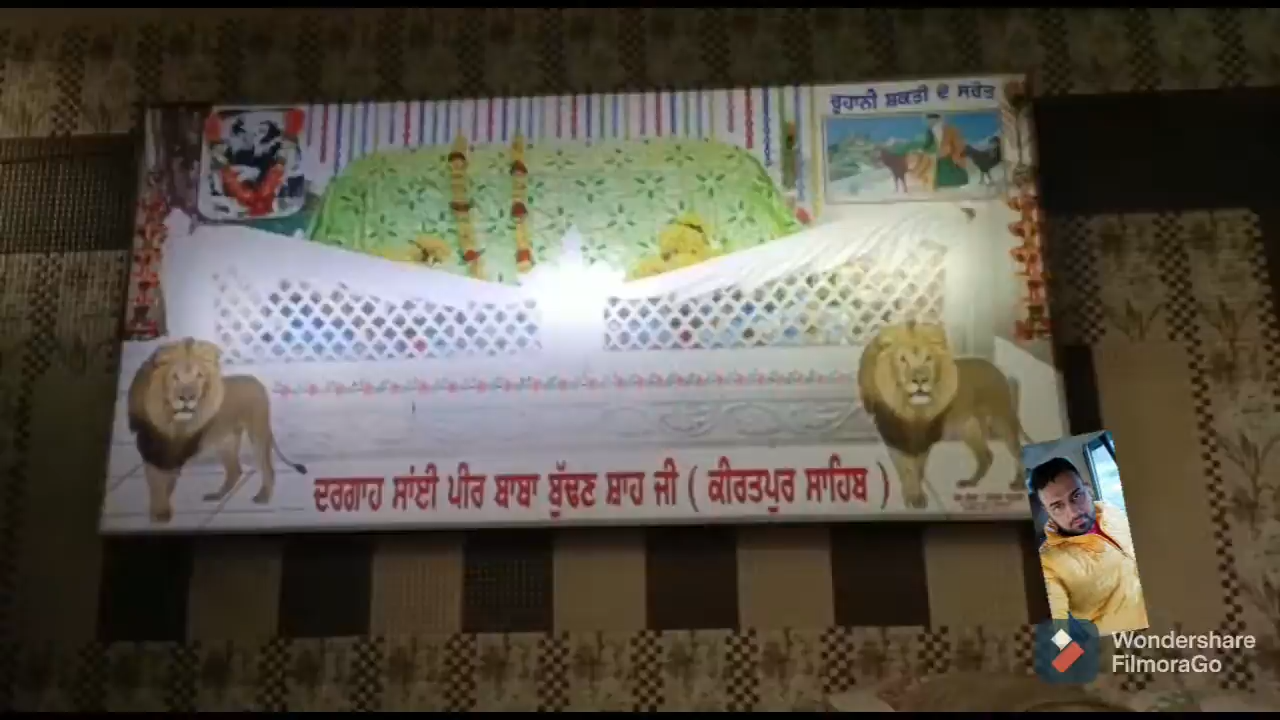 ਰੂਹਾਨੀ ਸ਼ਕਤੀ ਦੇ ਸਰੋਤ
ਦਰਗਾਹ ਸਾਂਈ ਪੀਰ ਬਾਬਾ ਬੁੱਢਣ ਸ਼ਾਹ ਜੀ ( ਕੀਰਤਪੁਰ ਸਾਹਿਬ )
Wondershare
FilmoraGo